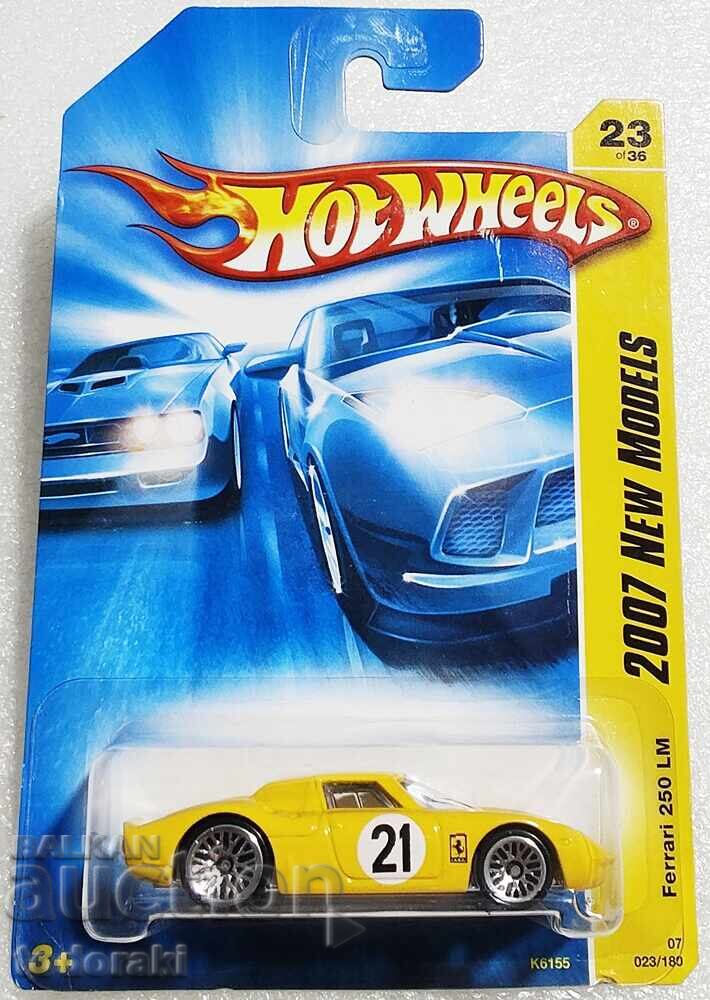 HOT WHEELS®
23
of 36
2007 NEW MODELS
Ferrari 250 LM
21
3+
K6155
07
023/180
BALKAN
auction
todoraki